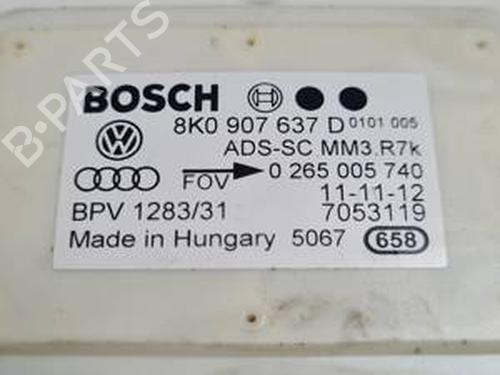 B-PARTS
BOSCH
8K0 907 637 D 0101 005
ADS-SC MM3.R7k
FOV 0 265 005 740
11-11-12
BPV 1283/31 7053119
Made in Hungary 5067 658